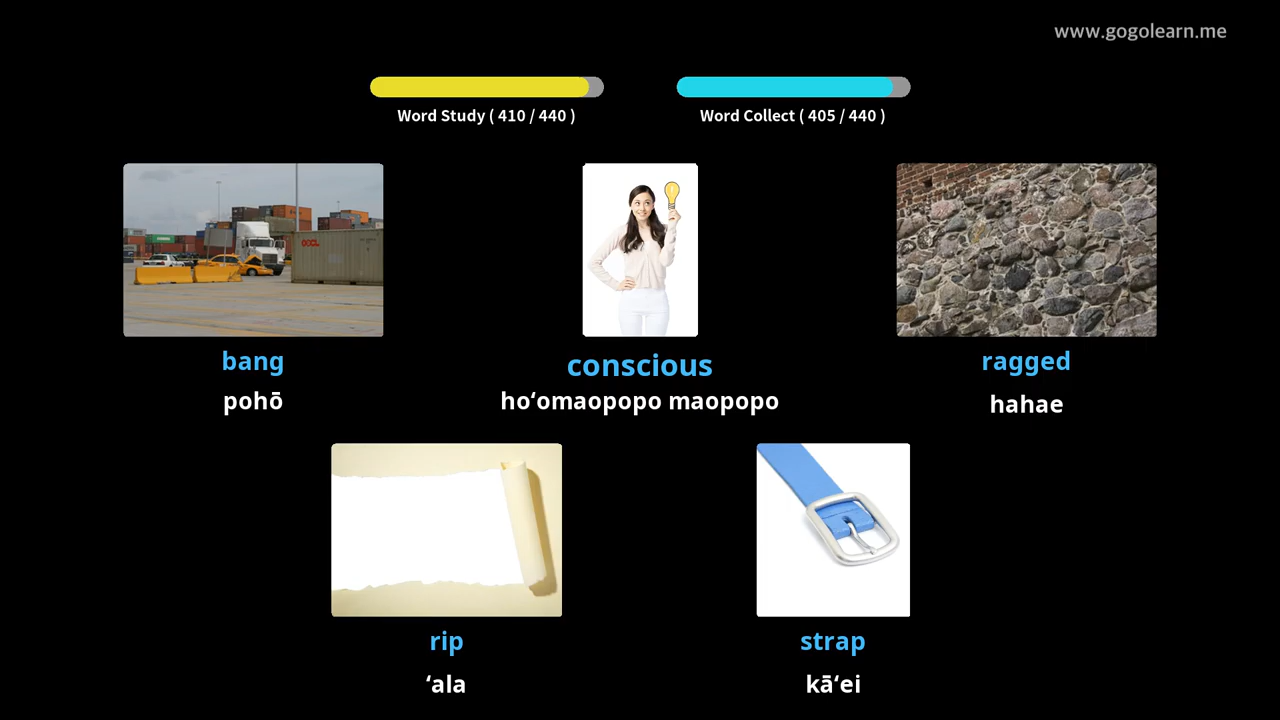 www.gogolearn.me
Word Study ( 410 / 440 )
Word Collect ( 405 / 440 )
OOCL
bang
pohō
conscious
hoʻomaopopo maopopo
ragged
hahae
rip
ʻala
strap
kāʻei